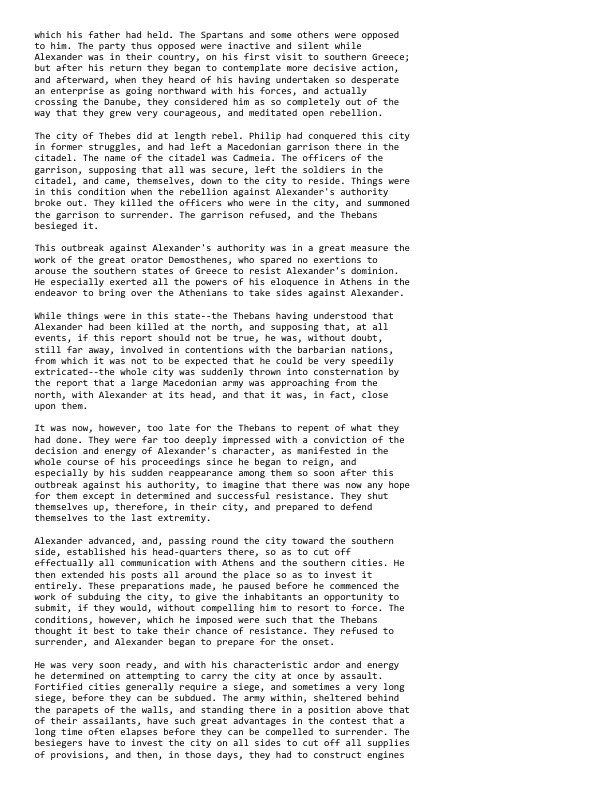 which his father had held. The Spartans and some others were opposed
to him. The party thus opposed were inactive and silent while
Alexander was in their country, on his first visit to southern Greece;
but after his return they began to contemplate more decisive action,
and afterward, when they heard of his having undertaken so desperate
an enterprise as going northward with his forces, and actually
crossing the Danube, they considered him as so completely out of the
way that they grew very courageous, and meditated open rebellion.

The city of Thebes did at length rebel. Philip had conquered this city
in former struggles, and had left a Macedonian garrison there in the
citadel. The name of the citadel was Cadmeia. The officers of the
garrison, supposing that all was secure, left the soldiers in the
citadel, and came, themselves, down to the city to reside. Things were
in this condition when the rebellion against Alexander's authority
broke out. They killed the officers who were in the city, and summoned
the garrison to surrender. The garrison refused, and the Thebans
besieged it.

This outbreak against Alexander's authority was in a great measure the
work of the great orator Demosthenes, who spared no exertions to
arouse the southern states of Greece to resist Alexander's dominion.
He especially exerted all the powers of his eloquence in Athens in the
endeavor to bring over the Athenians to take sides against Alexander.

While things were in this state--the Thebans having understood that
Alexander had been killed at the north, and supposing that, at all
events, if this report should not be true, he was, without doubt,
still far away, involved in contentions with the barbarian nations,
from which it was not to be expected that he could be very speedily
extricated--the whole city was suddenly thrown into consternation by
the report that a large Macedonian army was approaching from the
north, with Alexander at its head, and that it was, in fact, close
upon them.

It was now, however, too late for the Thebans to repent of what they
had done. They were far too deeply impressed with a conviction of the
decision and energy of Alexander's character, as manifested in the
whole course of his proceedings since he began to reign, and
especially by his sudden reappearance among them so soon after this
outbreak against his authority, to imagine that there was now any hope
for them except in determined and successful resistance. They shut
themselves up, therefore, in their city, and prepared to defend
themselves to the last extremity.

Alexander advanced, and, passing round the city toward the southern
side, established his head-quarters there, so as to cut off
effectually all communication with Athens and the southern cities. He
then extended his posts all around the place so as to invest it
entirely. These preparations made, he paused before he commenced the
work of subduing the city, to give the inhabitants an opportunity to
submit, if they would, without compelling him to resort to force. The
conditions, however, which he imposed were such that the Thebans
thought it best to take their chance of resistance. They refused to
surrender, and Alexander began to prepare for the onset.

He was very soon ready, and with his characteristic ardor and energy
he determined on attempting to carry the city at once by assault.
Fortified cities generally require a siege, and sometimes a very long
siege, before they can be subdued. The army within, sheltered behind
the parapets of the walls, and standing there in a position above that
of their assailants, have such great advantages in the contest that a
long time often elapses before they can be compelled to surrender. The
besiegers have to invest the city on all sides to cut off all supplies
of provisions, and then, in those days, they had to construct engines